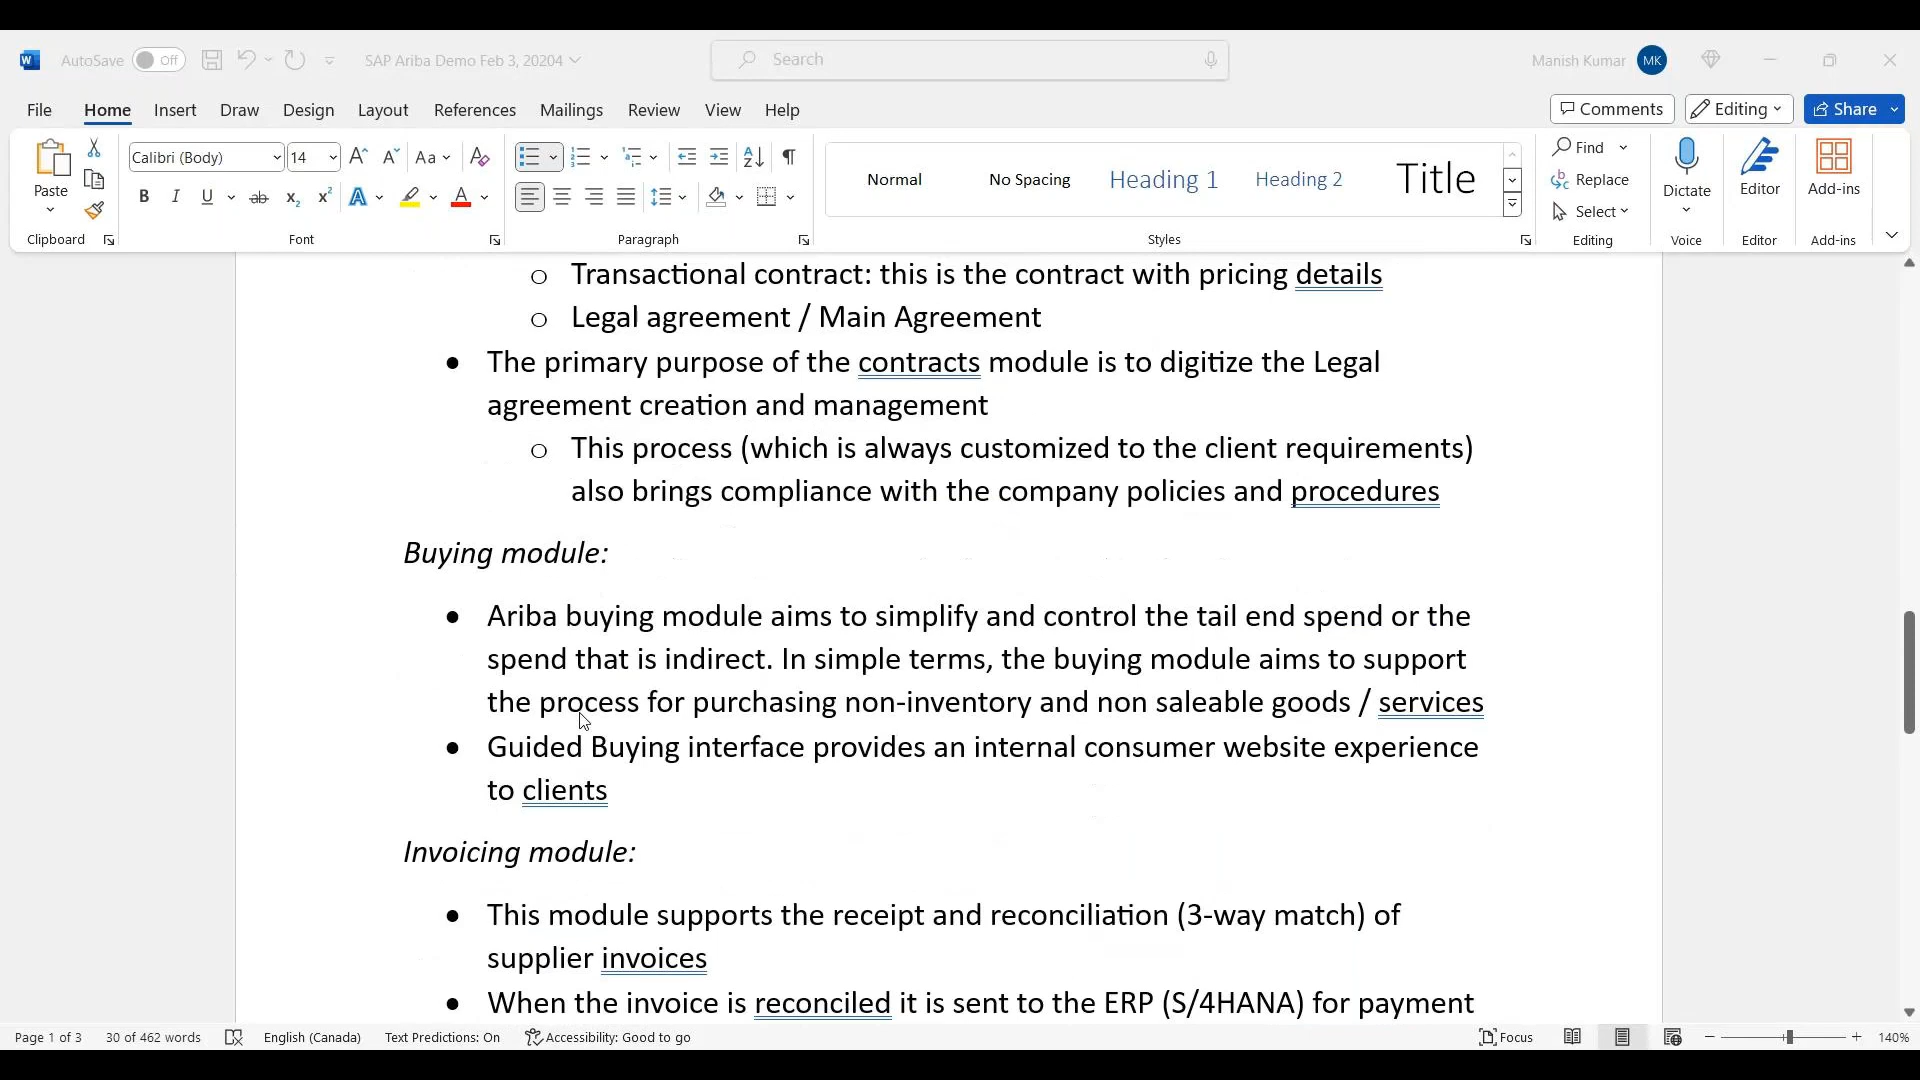 AutoSave Off SAP Ariba Demo Feb 3, 20204 Search Manish Kumar MK
File Home Insert Draw Design Layout References Mailings Review View Help Comments Editing Share
Paste Calibri (Body) 14 Aa Normal No Spacing Heading 1 Heading 2 Title Find Replace Select Dictate Editor Add-ins
Clipboard Font Paragraph Styles Editing Voice Editor Add-ins
o Transactional contract: this is the contract with pricing details
o Legal agreement / Main Agreement
• The primary purpose of the contracts module is to digitize the Legal
agreement creation and management
o This process (which is always customized to the client requirements)
also brings compliance with the company policies and procedures
Buying module:
• Ariba buying module aims to simplify and control the tail end spend or the
spend that is indirect. In simple terms, the buying module aims to support
the process for purchasing non-inventory and non saleable goods / services
• Guided Buying interface provides an internal consumer website experience
to clients
Invoicing module:
• This module supports the receipt and reconciliation (3-way match) of
supplier invoices
• When the invoice is reconciled it is sent to the ERP (S/4HANA) for payment
Page 1 of 3 30 of 462 words English (Canada) Text Predictions: On Accessibility: Good to go Focus 140%